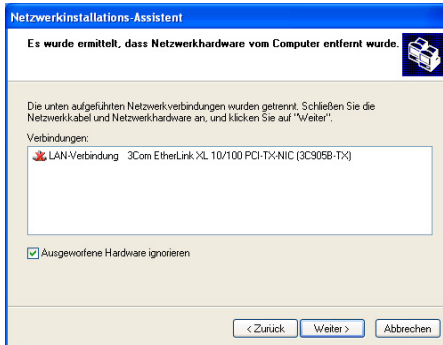 Netzwerkinstallations-Assistent
Es wurde ermittelt, dass Netzwerkhardware vom Computer entfernt wurde.
Die unten aufgeführten Netzwerkverbindungen wurden getrennt. Schließen Sie die
Netzwerkkabel und Netzwerkhardware an, und klicken Sie auf "Weiter".
Verbindungen:
LAN-Verbindung 3Com EtherLink XL 10/100 PCI-TX-NIC (3C905B-TX)
Ausgeworfene Hardware ignorieren
< Zurück Weiter > Abbrechen